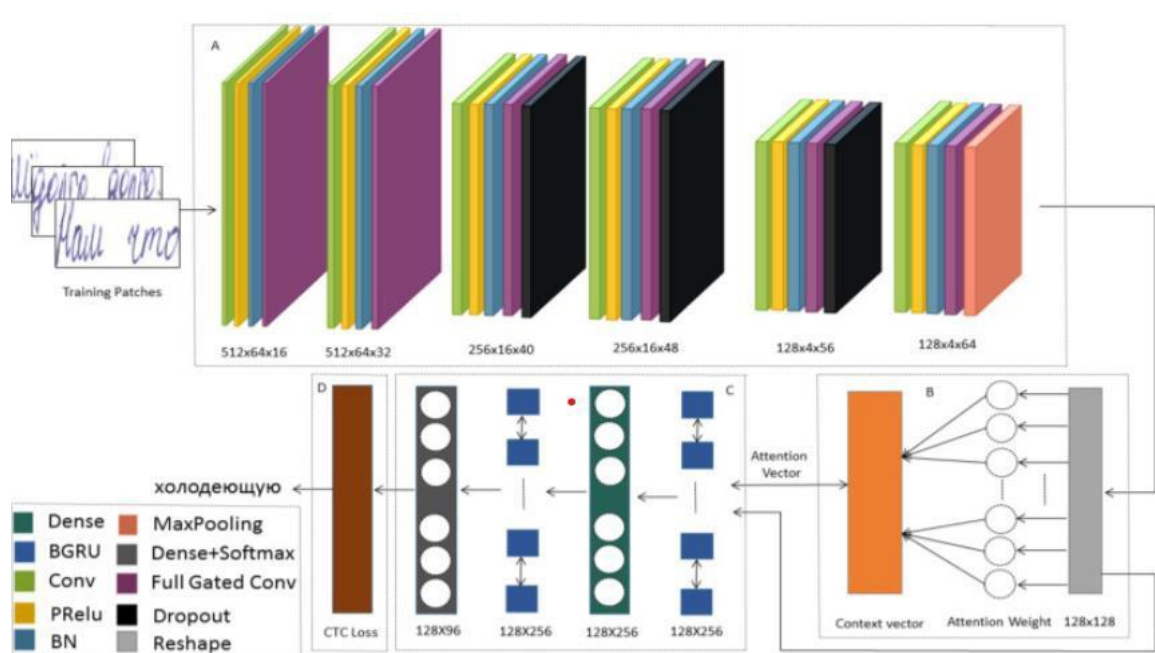 A
Training Patches
512x64x16
512x64x32
256x16x40
256x16x48
128x4x56
128x4x64
D
C
B
Attention
Vector
холодеющую
CTC Loss
128X96
128X256
128X256
128X256
Context vector
Attention Weight
128x128
Dense
BGRU
Conv
PRelu
BN
MaxPooling
Dense+Softmax
Full Gated Conv
Dropout
Reshape
Нам что